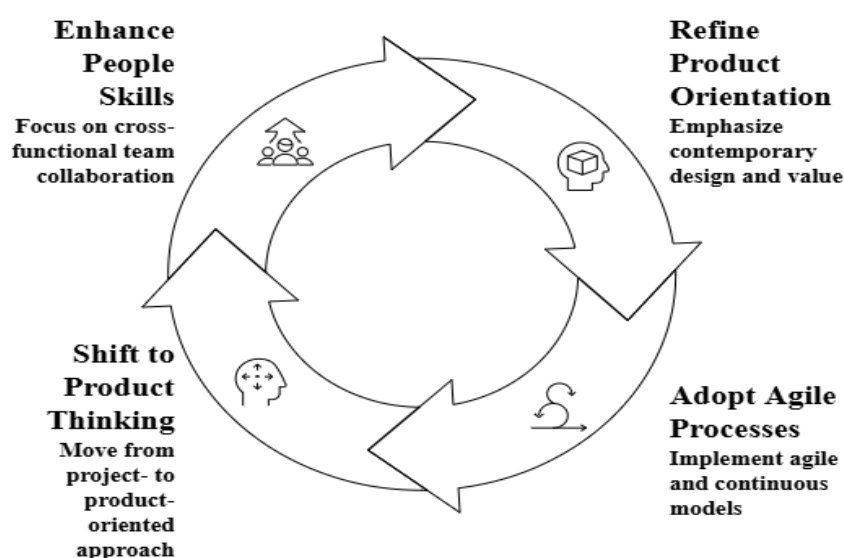 Enhance
People
Skills
Focus on cross-
functional team
collaboration
Refine
Product
Orientation
Emphasize
contemporary
design and value
Shift to
Product
Thinking
Move from
project- to
product-
oriented
approach
Adopt Agile
Processes
Implement agile
and continuous
models